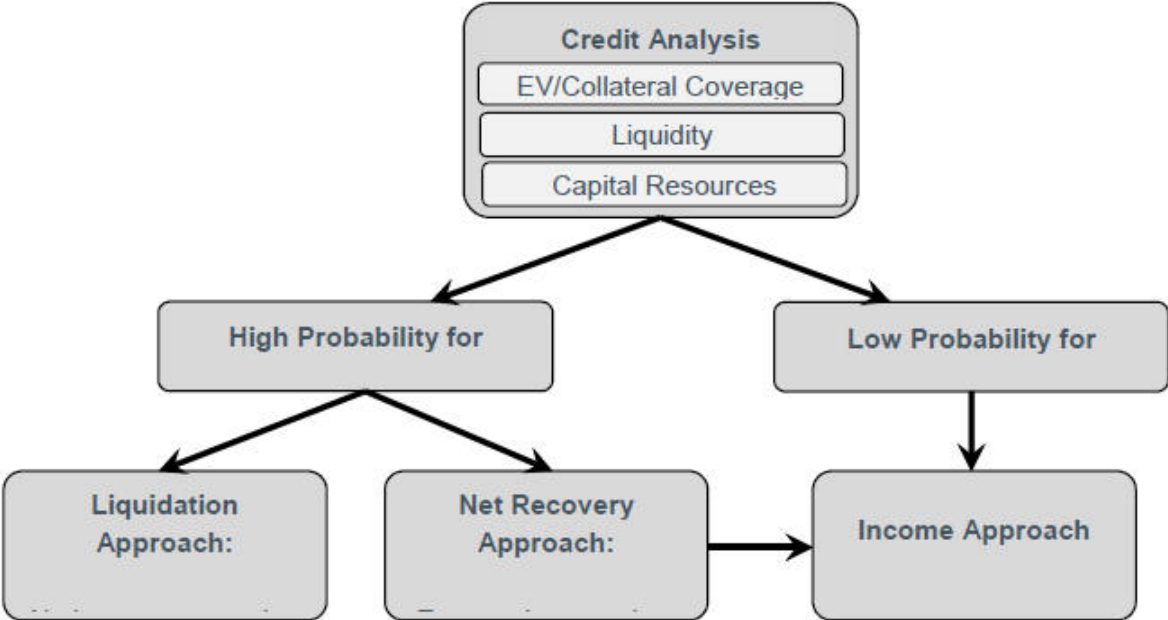 Credit Analysis
EV/Collateral Coverage
Liquidity
Capital Resources
High Probability for
Low Probability for
Liquidation
Approach:
Net Recovery
Approach:
Income Approach